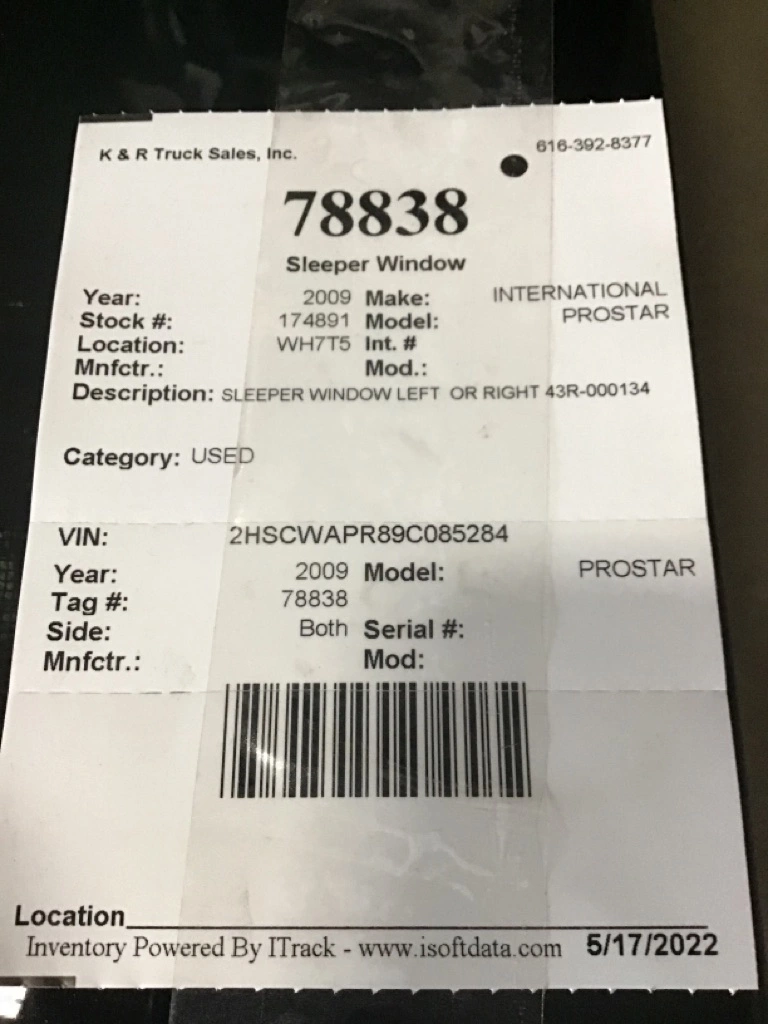 K & R Truck Sales, Inc. 616-392-8377
78838
Sleeper Window
Year: 2009 Make: INTERNATIONAL
Stock #: 174891 Model: PROSTAR
Location: WH7T5 Int. #
Mnfctr.: Mod.:
Description: SLEEPER WINDOW LEFT OR RIGHT 43R-000134
Category: USED
VIN: 2HSCWAPR89C085284
Year: 2009 Model: PROSTAR
Tag #: 78838
Side: Both Serial #:
Mnfctr.: Mod:
Location
Inventory Powered By ITrack - www.isoftdata.com 5/17/2022